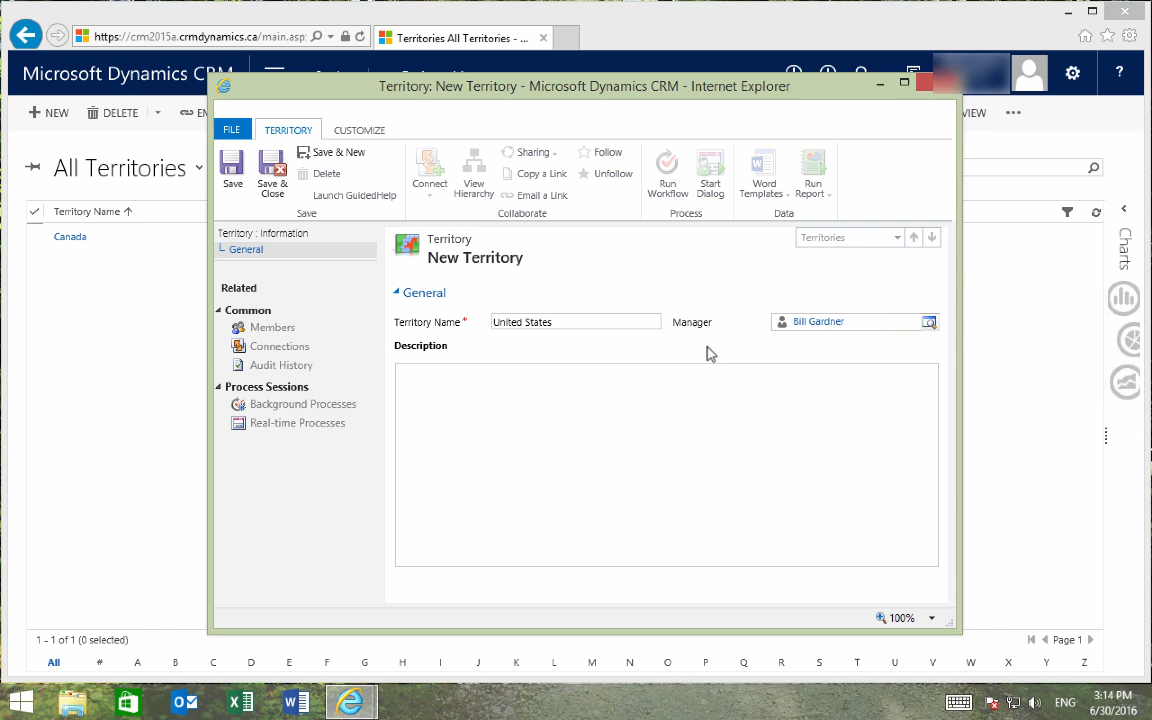 https://crm2015a.crmdynamics.ca/main.asp
Territories All Territories - ...
Microsoft Dynamics CRM
Territory: New Territory - Microsoft Dynamics CRM - Internet Explorer
?
NEW
DELETE
VIEW
FILE
TERRITORY
CUSTOMIZE
Save
Save &
Close
Save & New
Delete
Launch GuidedHelp
Save
Connect
View
Hierarchy
Sharing
Copy a Link
Email a Link
Follow
Unfollow
Collaborate
Run
Workflow
Start
Dialog
Process
Word
Templates
Run
Report
Data
All Territories
Territory Name
Canada
Territory : Information
General
Related
Common
Members
Connections
Audit History
Process Sessions
Background Processes
Real-time Processes
Territory
New Territory
Territories
General
Territory Name *
United States
Manager
Bill Gardner
Description
Charts
100%
1 - 1 of 1 (0 selected)
Page 1
All # A B C D E F G H I J K L M N O P Q R S T U V W X Y Z
ENG
3:14 PM
6/30/2016